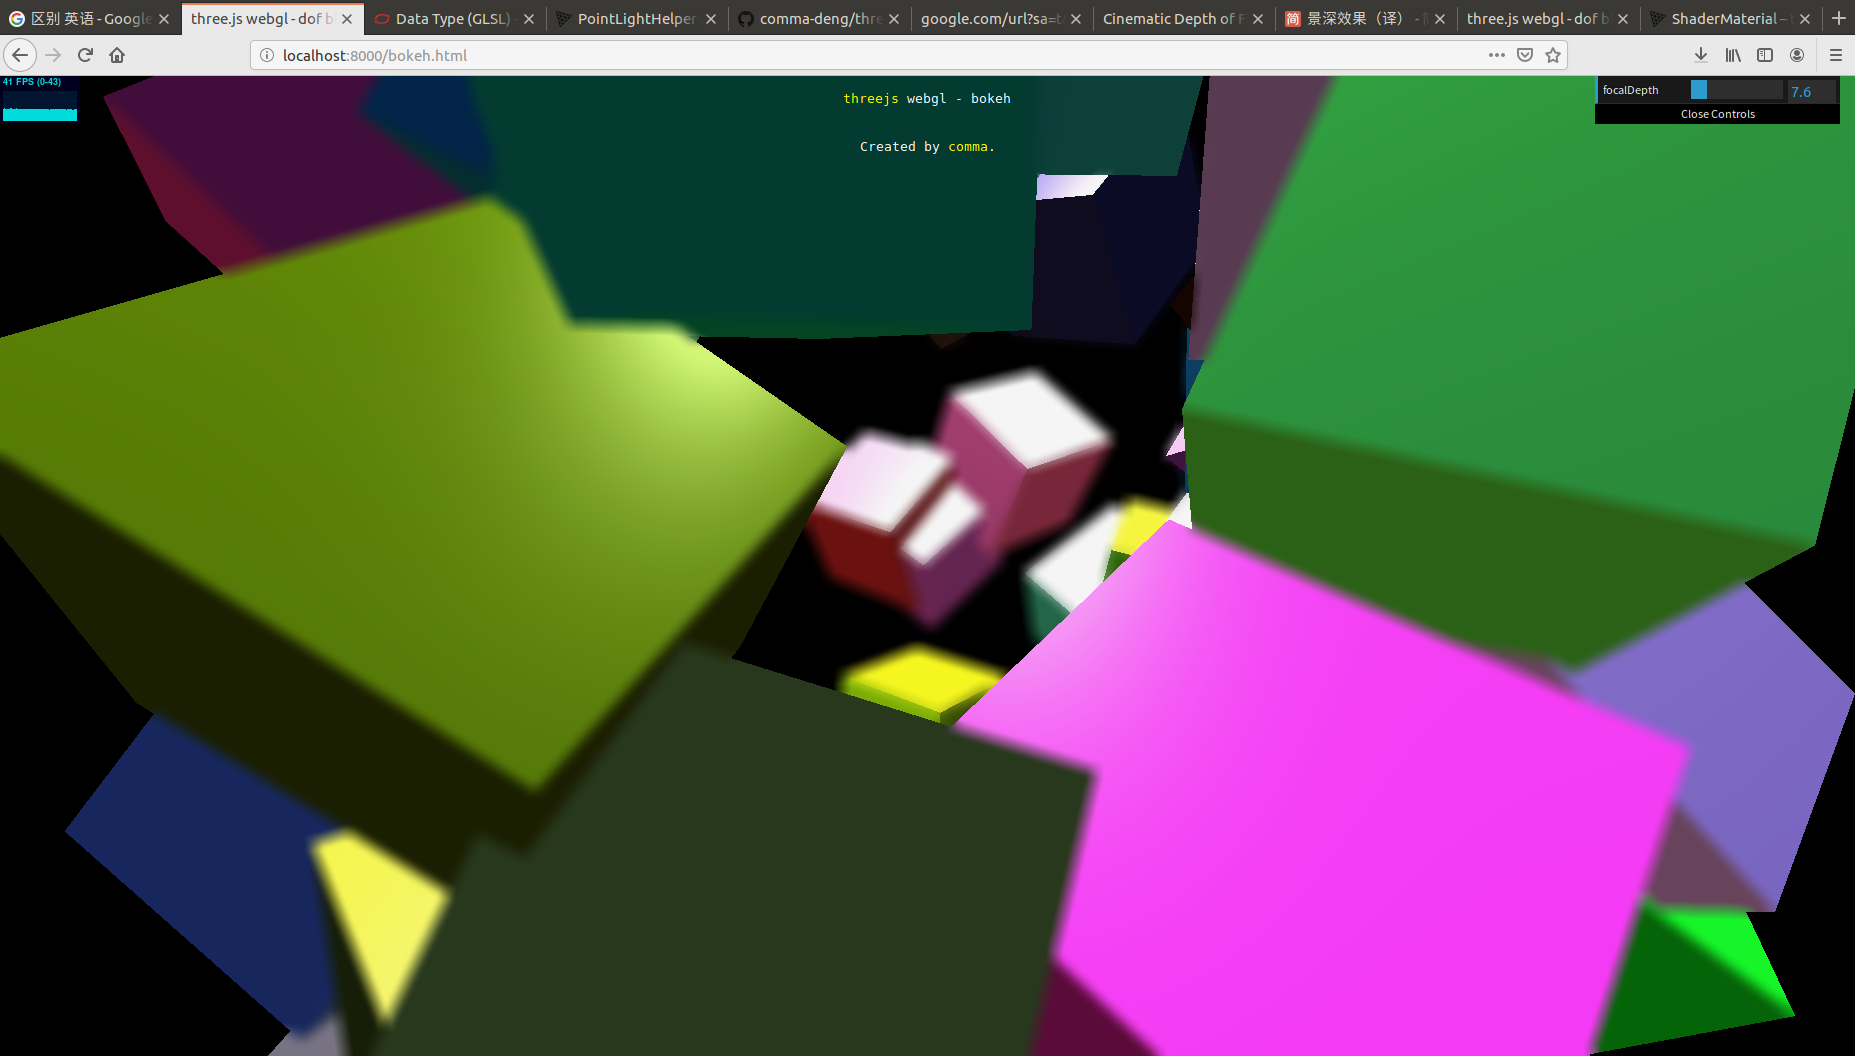 区别 英语 - Google
three.js webgl - dof b
Data Type (GLSL)
PointLightHelper
comma-deng/thre
google.com/url?sa=t
Cinematic Depth of F
景深效果（译） -
three.js webgl - dof b
ShaderMaterial –
localhost:8000/bokeh.html
41 FPS (0-43)
threejs webgl - bokeh
Created by comma.
focalDepth 7.6
Close Controls